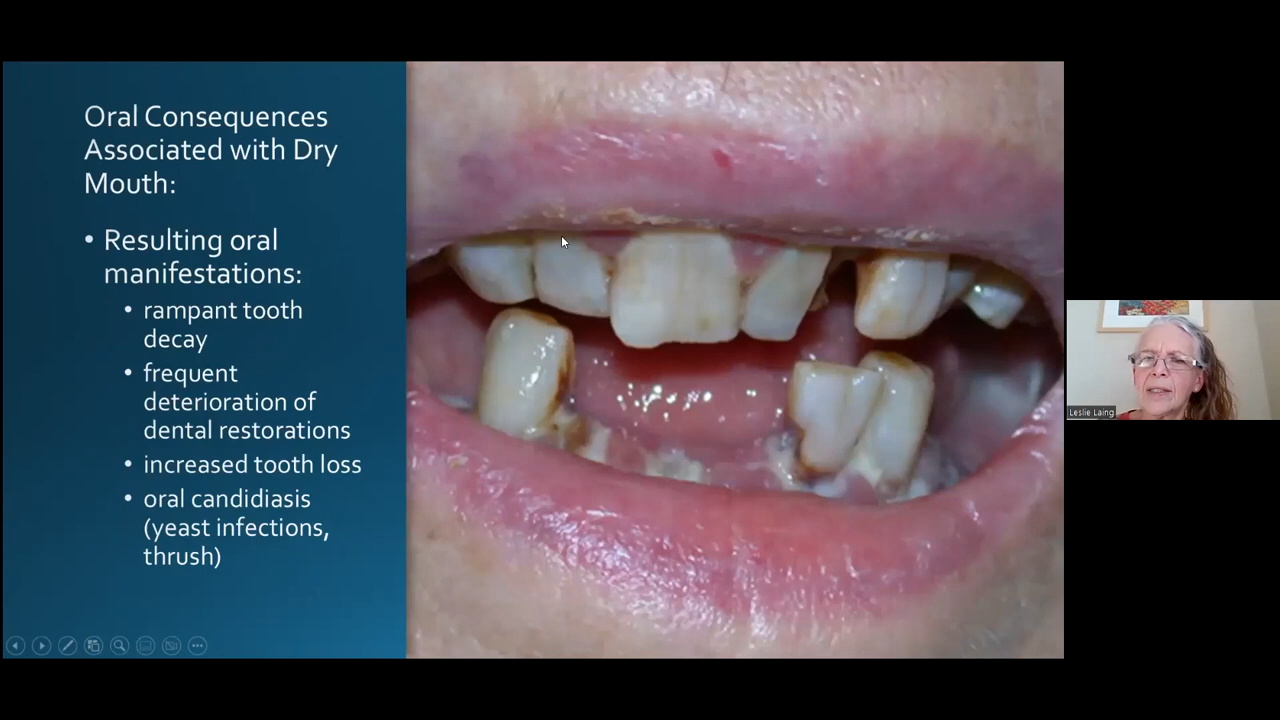 Oral Consequences
Associated with Dry
Mouth:
• Resulting oral
manifestations:
• rampant tooth
decay
• frequent
deterioration of
dental restorations
• increased tooth loss
• oral candidiasis
(yeast infections,
thrush)
Leslie Laing